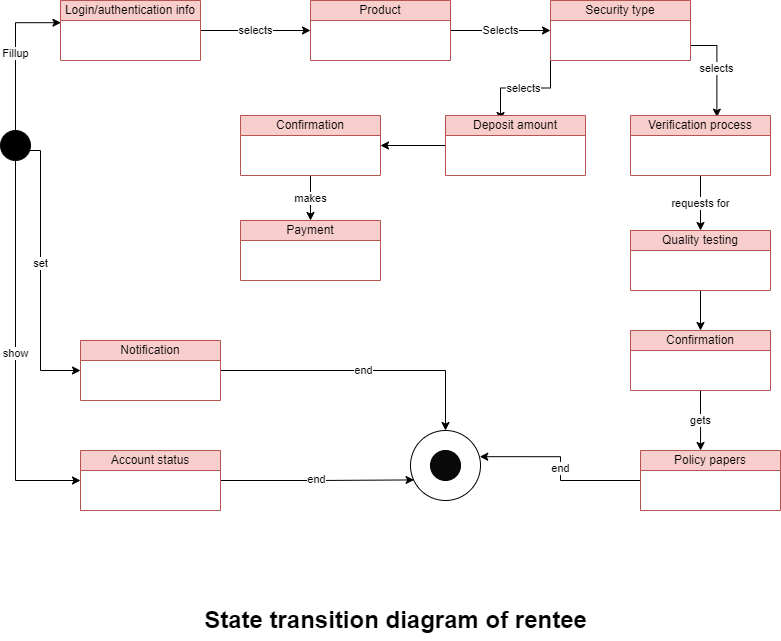 Login/authentication info
Product
Security type
selects
Selects
Fillup
selects
selects
Confirmation
Deposit amount
Verification process
makes
requests for
Payment
Quality testing
set
Notification
Confirmation
show
end
gets
Account status
Policy papers
end
end
State transition diagram of rentee